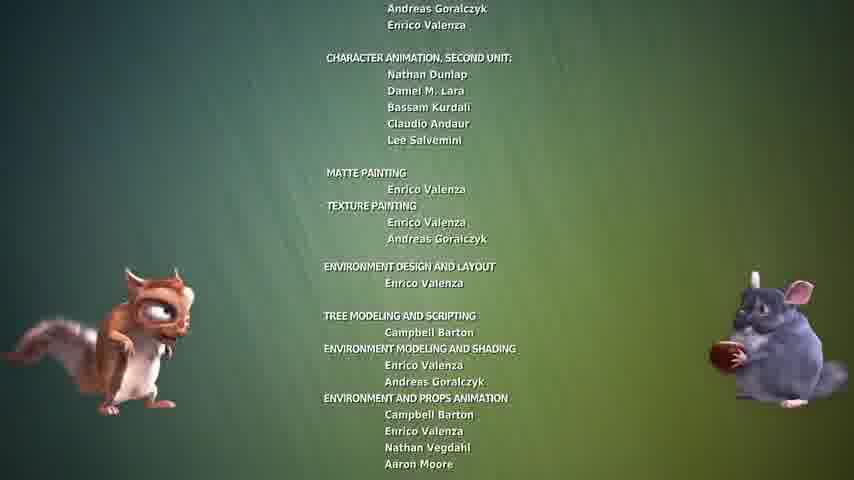 Andreas Goralczyk
Enrico Valenza
CHARACTER ANIMATION, SECOND UNIT:
Nathan Dunlap
Daniel M. Lara
Bassam Kurdali
Claudio Andaur
Lee Salvemini
MATTE PAINTING
Enrico Valenza
TEXTURE PAINTING
Enrico Valenza
Andreas Goralczyk
ENVIRONMENT DESIGN AND LAYOUT
Enrico Valenza
TREE MODELING AND SCRIPTING
Campbell Barton
ENVIRONMENT MODELING AND SHADING
Enrico Valenza
Andreas Goralczyk
ENVIRONMENT AND PROPS ANIMATION
Campbell Barton
Enrico Valenza
Nathan Vegdahl
Aaron Moore